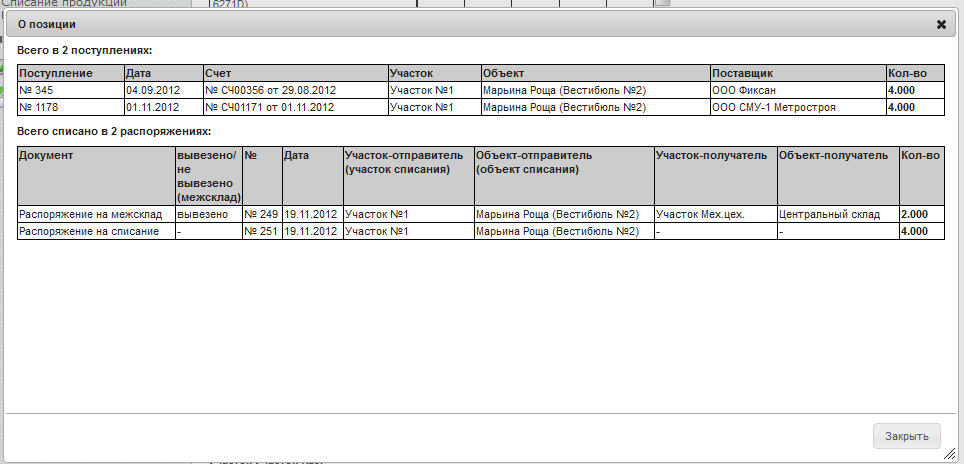 Списание продукции
6271D)
О позиции
Всего в 2 поступлениях:
Поступление Дата Счет Участок Объект Поставщик Кол-во
№ 345 04.09.2012 № СЧ00356 от 29.08.2012 Участок №1 Марьина Роща (Вестибюль №2) ООО Фиксан 4.000
№ 1178 01.11.2012 № СЧ01171 от 01.11.2012 Участок №1 Марьина Роща (Вестибюль №2) ООО СМУ-1 Метростроя 4.000
Всего списано в 2 распоряжениях:
Документ вывезено/ № Дата Участок-отправитель Объект-отправитель Участок-получатель Объект-получатель Кол-во
не (участок списания) (объект списания)
вывезено
(межсклад)
Распоряжение на межсклад вывезено № 249 19.11.2012 Участок №1 Марьина Роща (Вестибюль №2) Участок Мех.цех. Центральный склад 2.000
Распоряжение на списание - № 251 19.11.2012 Участок №1 Марьина Роща (Вестибюль №2) - - 4.000
Закрыть